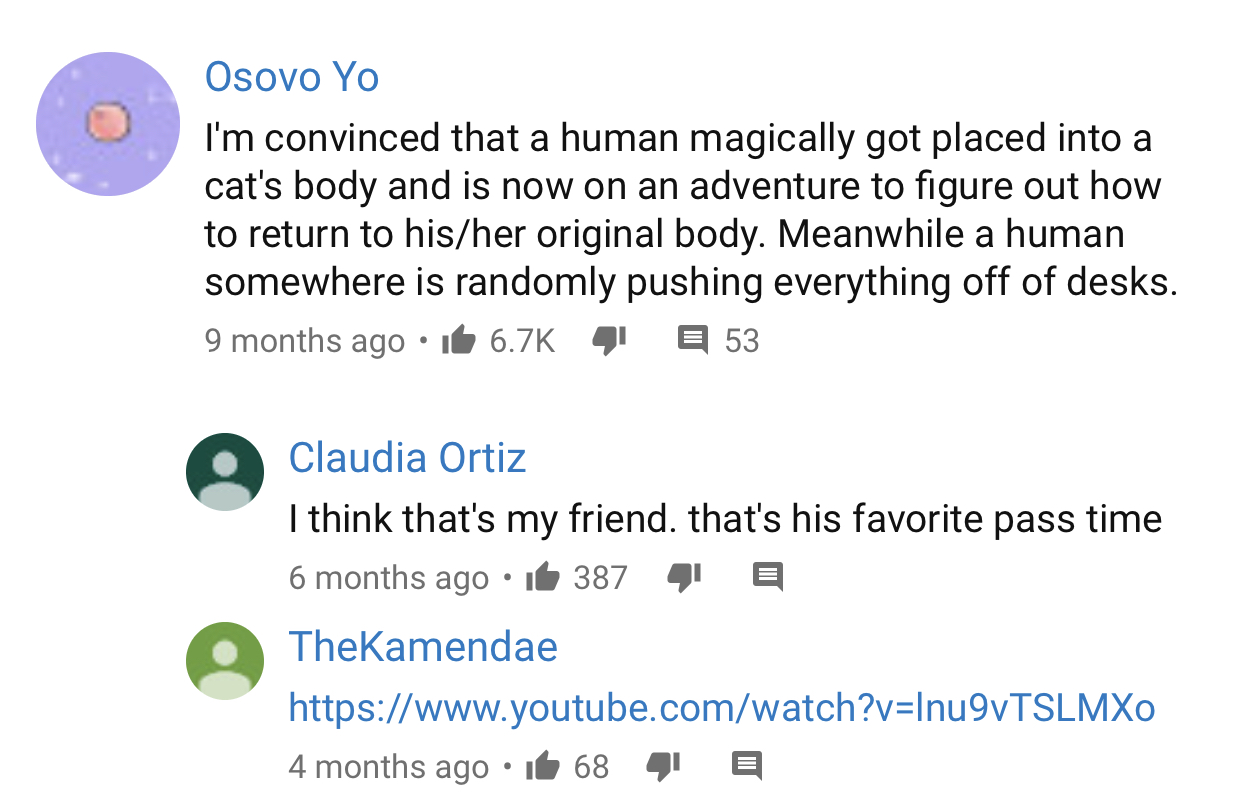 Osovo Yo
I'm convinced that a human magically got placed into a
cat's body and is now on an adventure to figure out how
to return to his/her original body. Meanwhile a human
somewhere is randomly pushing everything off of desks.
9 months ago • 6.7K 53
Claudia Ortiz
I think that's my friend. that's his favorite pass time
6 months ago • 387
TheKamendae
https://www.youtube.com/watch?v=lnu9vTSLMXo
4 months ago • 68